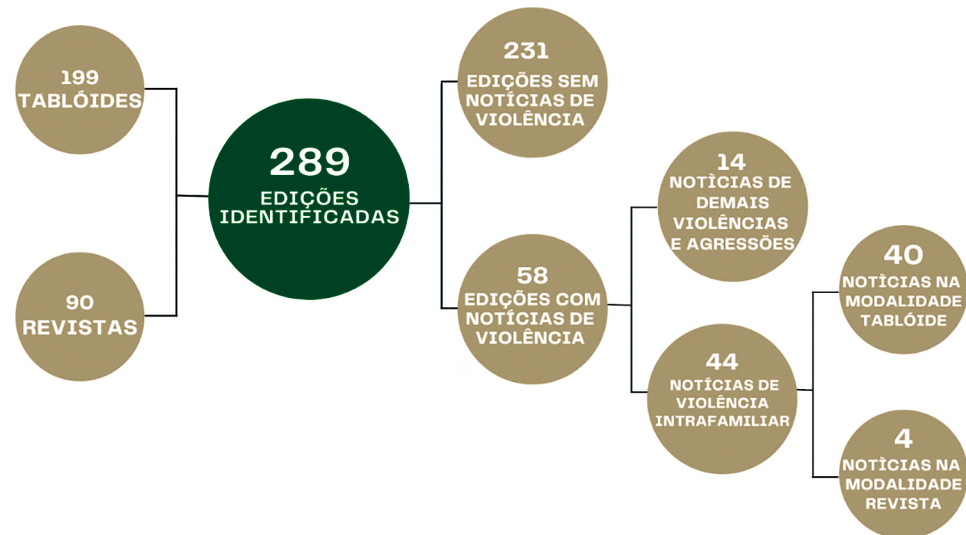 199
TABLÓIDES
90
REVISTAS
289
EDIÇÕES
IDENTIFICADAS
231
EDIÇÕES SEM
NOTÍCIAS DE
VIOLÊNCIA
58
EDIÇÕES COM
NOTÍCIAS DE
VIOLÊNCIA
14
NOTÌCIAS DE
DEMAIS
VIOLÊNCIAS
E AGRESSÕES
44
NOTÍCIAS DE
VIOLÊNCIA
INTRAFAMILIAR
40
NOTÌCIAS NA
MODALIDADE
TABLÓIDE
4
NOTÌCIAS NA
MODALIDADE
REVISTA